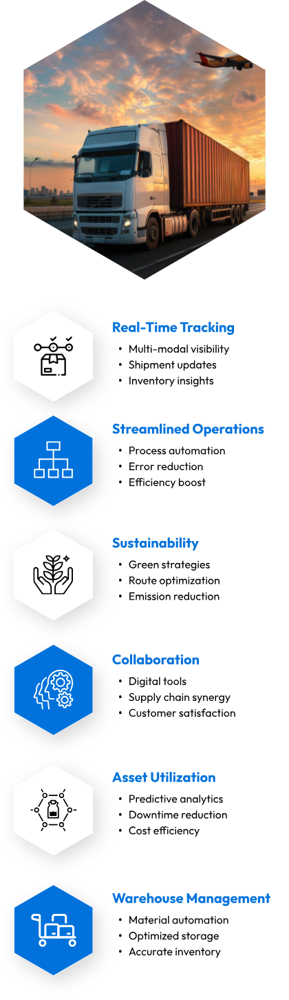 Real-Time Tracking
• Multi-modal visibility
• Shipment updates
• Inventory insights
Streamlined Operations
• Process automation
• Error reduction
• Efficiency boost
Sustainability
• Green strategies
• Route optimization
• Emission reduction
Collaboration
• Digital tools
• Supply chain synergy
• Customer satisfaction
Asset Utilization
• Predictive analytics
• Downtime reduction
• Cost efficiency
Warehouse Management
• Material automation
• Optimized storage
• Accurate inventory